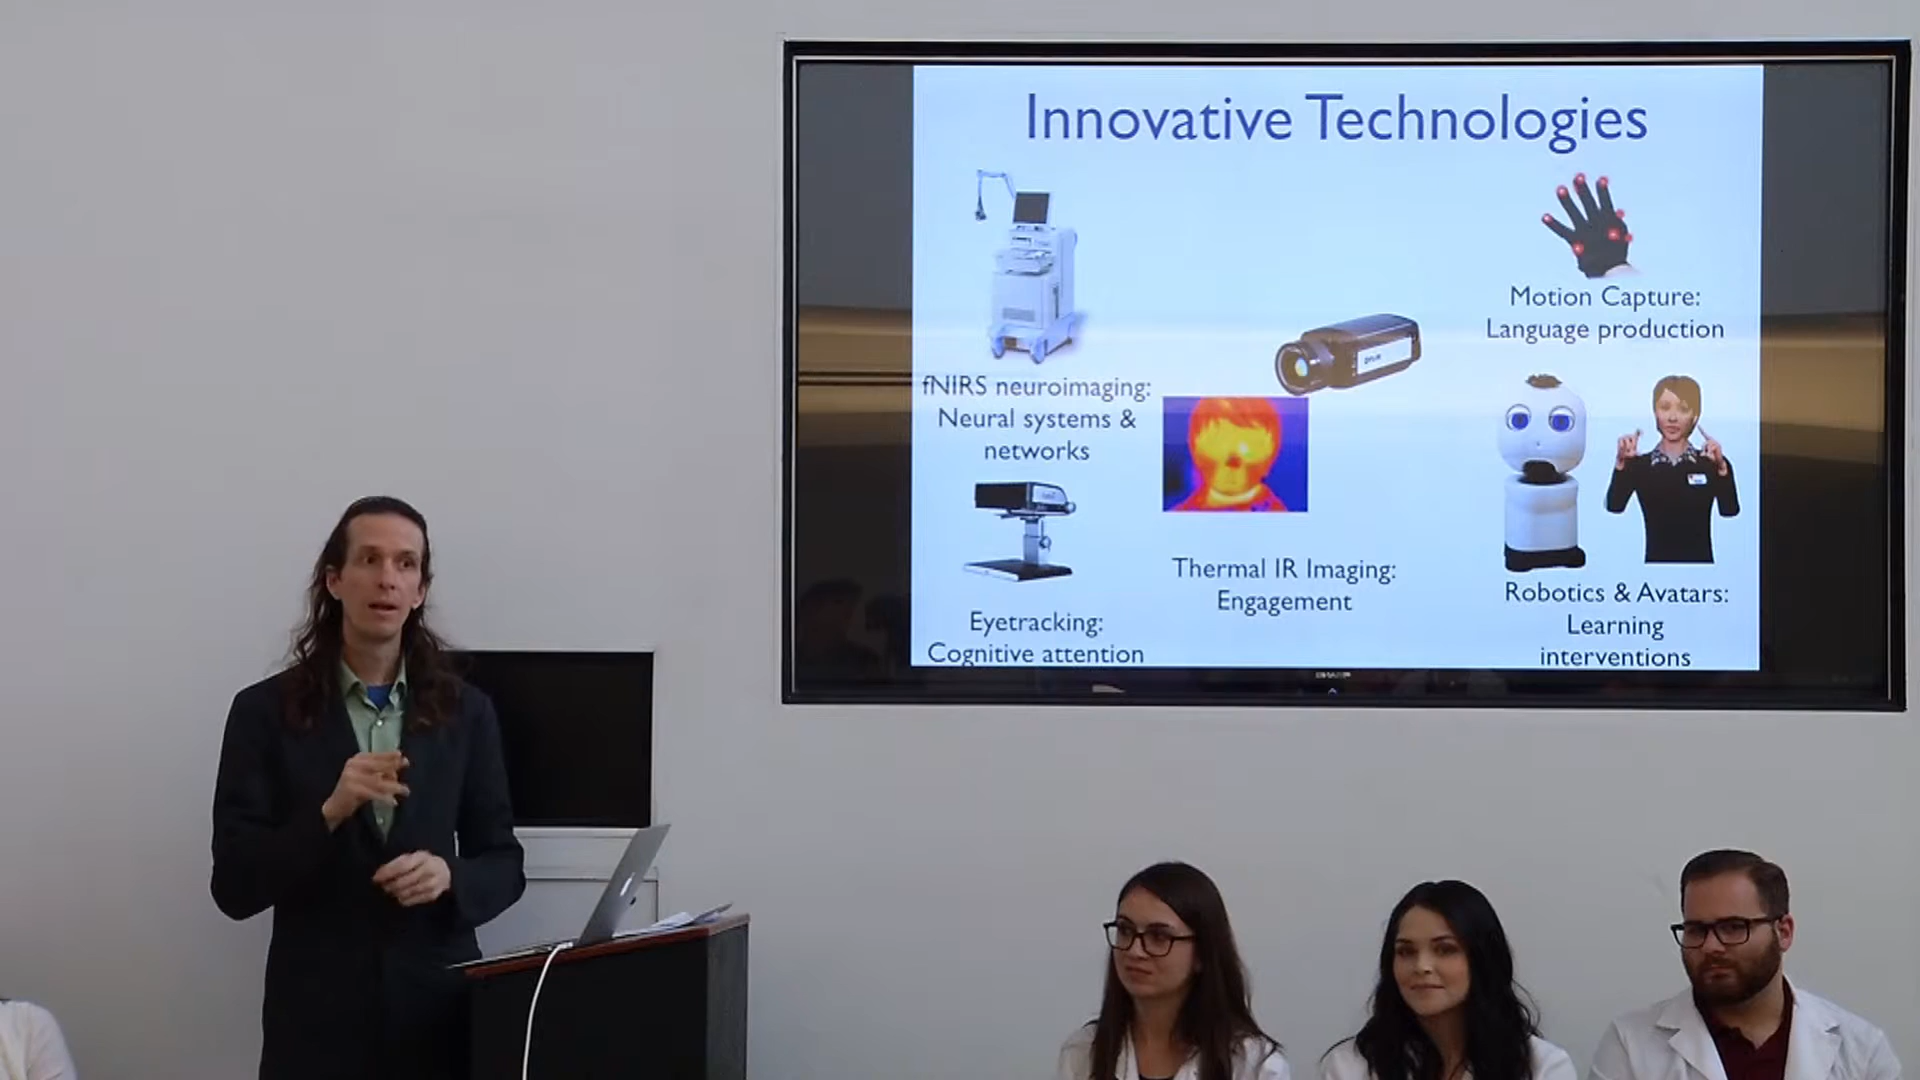 Innovative Technologies
fNIRS neuroimaging:
Neural systems &
networks
Eyetracking:
Cognitive attention
Thermal IR Imaging:
Engagement
Motion Capture:
Language production
Robotics & Avatars:
Learning
interventions